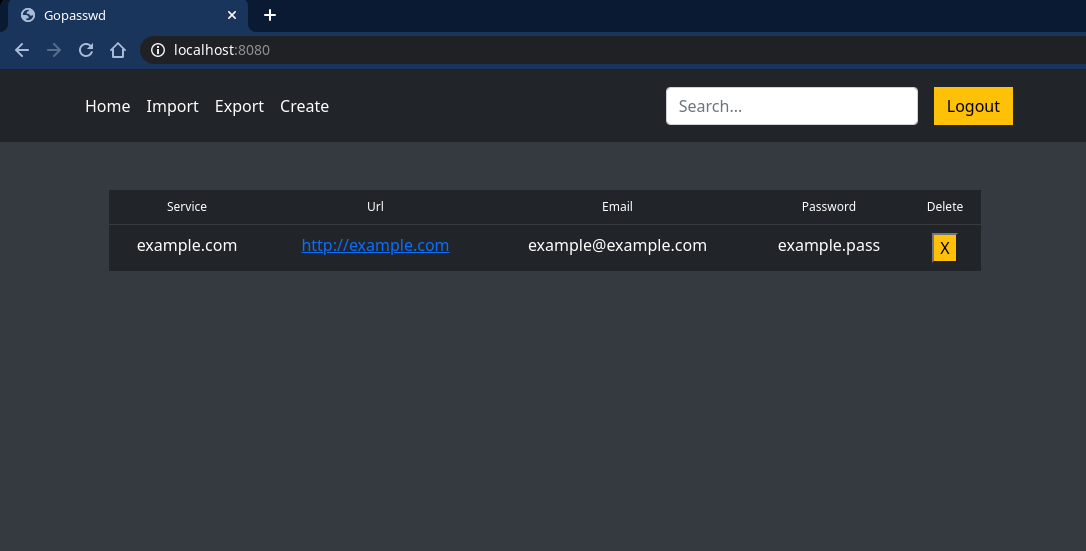 Gopasswd
localhost:8080
Home Import Export Create Search... Logout
Service Url Email Password Delete
example.com http://example.com example@example.com example.pass X